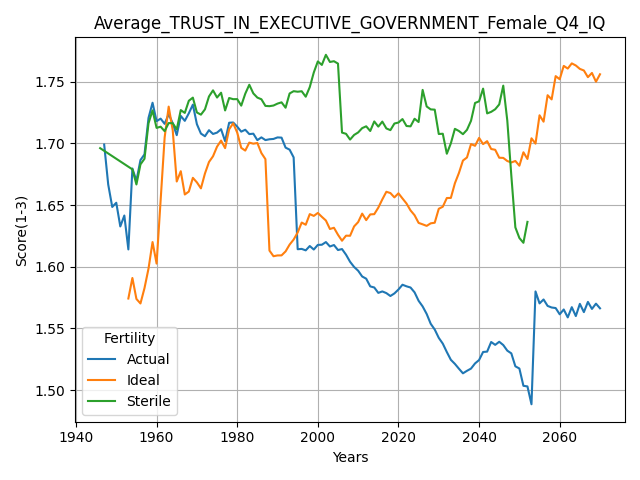 Average_TRUST_IN_EXECUTIVE_GOVERNMENT_Female_Q4_IQ
1.75
1.70
1.65
1.60
1.55
1.50
Score(1-3)
Fertility
Actual
Ideal
Sterile
1940 1960 1980 2000 2020 2040 2060
Years